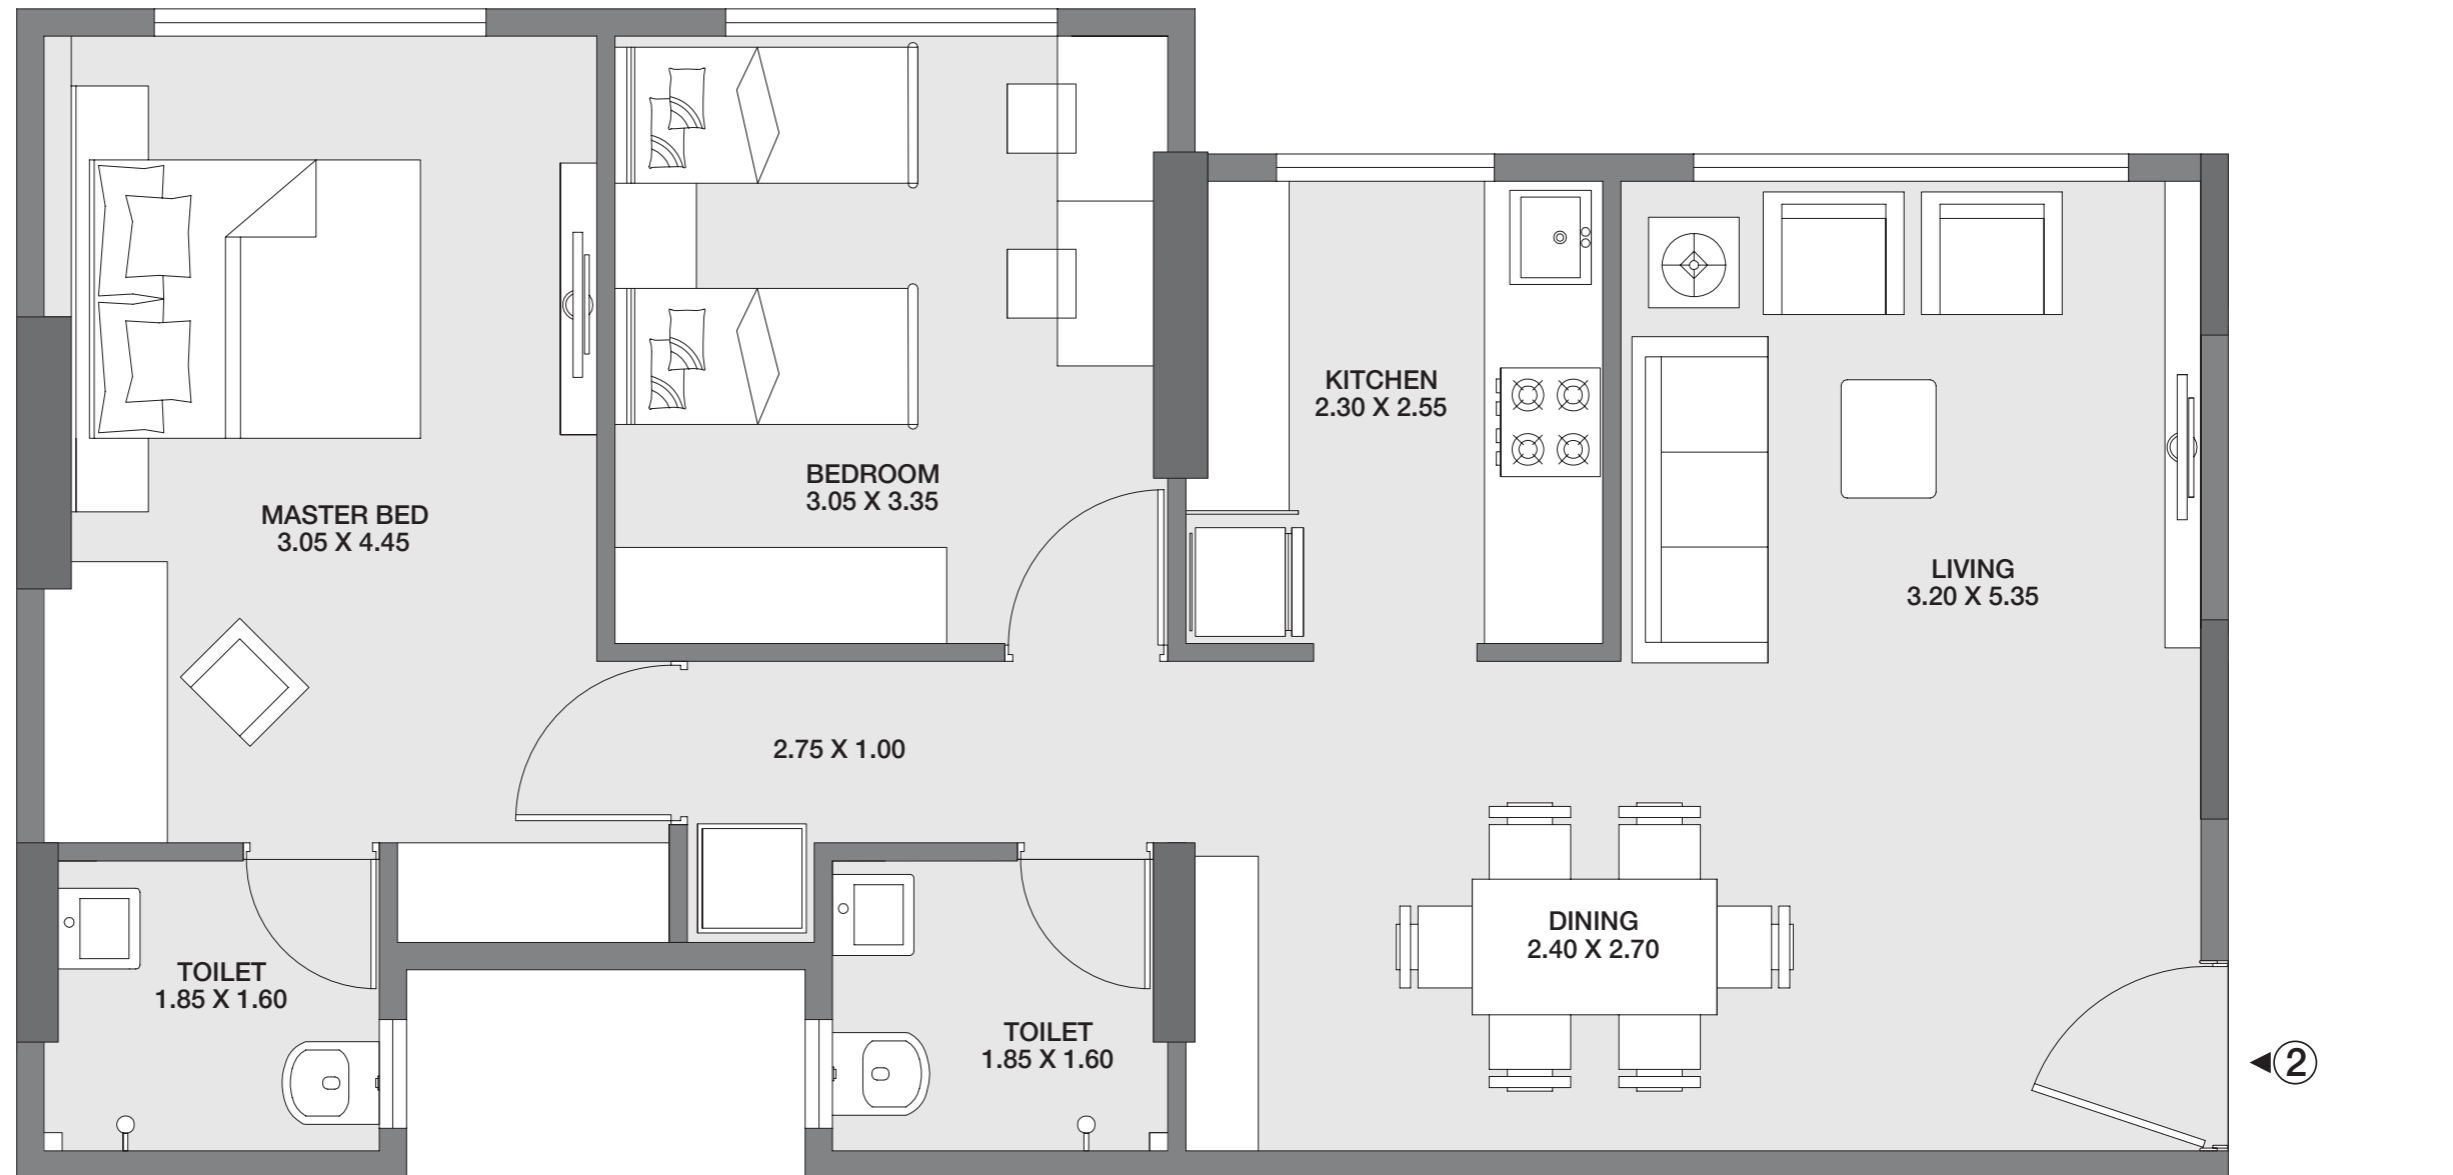 KITCHEN
2.30 X 2.55
BEDROOM
3.05 X 3.35
MASTER BED
3.05 X 4.45
LIVING
3.20 X 5.35
2.75 X 1.00
DINING
2.40 X 2.70
TOILET
1.85 X 1.60
TOILET
1.85 X 1.60
2